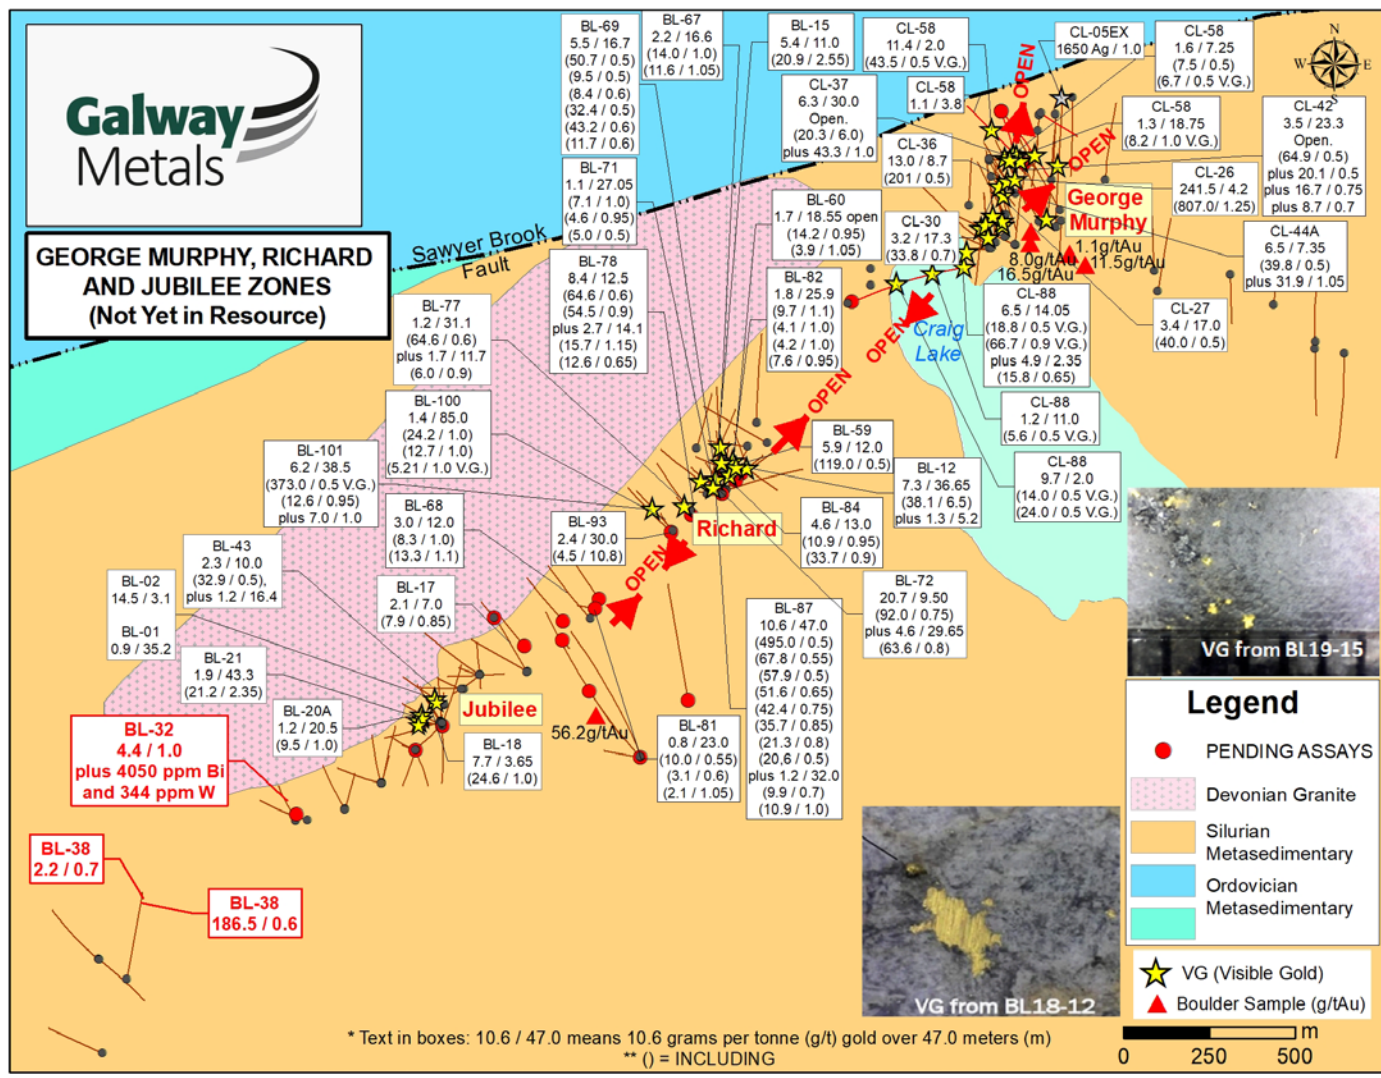 Galway
Metals
GEORGE MURPHY, RICHARD
AND JUBILEE ZONES
(Not Yet in Resource)
BL-69
5.5 / 16.7
(50.7 / 0.5)
(9.5 / 0.5)
(8.4 / 0.6)
(32.4 / 0.5)
(43.2 / 0.6)
(11.7 / 0.6)
BL-67
2.2 / 16.6
(14.0 / 1.0)
(11.6 / 1.05)
BL-15
5.4 / 11.0
(20.9 / 2.55)
CL-58
11.4 / 2.0
(43.5 / 0.5 V.G.)
CL-05EX
1650 Ag / 1.0
CL-58
1.6 / 7.25
(7.5 / 0.5)
(6.7 / 0.5 V.G.)
N
W
E
S
CL-37
6.3 / 30.0
Open.
(20.3 / 6.0)
plus 43.3 / 1.0
CL-58
1.1 / 3.8
OPEN
CL-58
1.3 / 18.75
(8.2 / 1.0 V.G.)
CL-42
3.5 / 23.3
Open.
(64.9 / 0.5)
plus 20.1 / 0.5
plus 16.7 / 0.75
plus 8.7 / 0.7
OPEN
CL-36
13.0 / 8.7
(201 / 0.5)
CL-26
241.5 / 4.2
(807.0/ 1.25)
BL-71
1.1 / 27.05
(7.1 / 1.0)
(4.6 / 0.95)
(5.0 / 0.5)
BL-60
1.7 / 18.55 open
(14.2 / 0.95)
(3.9 / 1.05)
George
Murphy
CL-30
3.2 / 17.3
(33.8 / 0.7)
CL-44A
6.5 / 7.35
(39.8 / 0.5)
plus 31.9 / 1.05
Sawyer Brook
Fault
1.1g/tAu
8.0g/tAu
11.5g/tAu
16.5g/tAu
BL-78
8.4 / 12.5
(64.6 / 0.6)
(54.5 / 0.9)
plus 2.7 / 14.1
(15.7 / 1.15)
(12.6 / 0.65)
BL-82
1.8 / 25.9
(9.7 / 1.1)
(4.1 / 1.0)
(4.2 / 1.0)
(7.6 / 0.95)
BL-77
1.2 / 31.1
(64.6 / 0.6)
plus 1.7 / 11.7
(6.0 / 0.9)
CL-88
6.5 / 14.05
(18.8 / 0.5 V.G.)
(66.7 / 0.9 V.G.)
plus 4.9 / 2.35
(15.8 / 0.65)
CL-27
3.4 / 17.0
(40.0 / 0.5)
OPEN
Craig
Lake
OPEN
BL-100
1.4 / 85.0
(24.2 / 1.0)
(12.7 / 1.0)
(5.21 / 1.0 V.G.)
CL-88
1.2 / 11.0
(5.6 / 0.5 V.G.)
BL-59
5.9 / 12.0
(119.0 / 0.5)
BL-101
6.2 / 38.5
(373.0 / 0.5 V.G.)
(12.6 / 0.95)
plus 7.0 / 1.0
CL-88
9.7 / 2.0
(14.0 / 0.5 V.G.)
(24.0 / 0.5 V.G.)
BL-12
7.3 / 36.65
(38.1 / 6.5)
plus 1.3 / 5.2
BL-68
3.0 / 12.0
(8.3 / 1.0)
(13.3 / 1.1)
BL-93
2.4 / 30.0
(4.5 / 10.8)
Richard
BL-84
4.6 / 13.0
(10.9 / 0.95)
(33.7 / 0.9)
BL-43
2.3 / 10.0
(32.9 / 0.5),
plus 1.2 / 16.4
OPEN
BL-02
14.5 / 3.1
BL-01
0.9 / 35.2
BL-17
2.1 / 7.0
(7.9 / 0.85)
BL-72
20.7 / 9.50
(92.0 / 0.75)
plus 4.6 / 29.65
(63.6 / 0.8)
BL-87
10.6 / 47.0
(495.0 / 0.5)
(67.8 / 0.55)
(57.9 / 0.5)
(51.6 / 0.65)
(42.4 / 0.75)
(35.7 / 0.85)
(21.3 / 0.8)
(20.6 / 0.5)
plus 1.2 / 32.0
(9.9 / 0.7)
(10.9 / 1.0)
VG from BL19-15
BL-21
1.9 / 43.3
(21.2 / 2.35)
BL-20A
1.2 / 20.5
(9.5 / 1.0)
Jubilee
56.2g/tAu
BL-81
0.8 / 23.0
(10.0 / 0.55)
(3.1 / 0.6)
(2.1 / 1.05)
BL-18
7.7 / 3.65
(24.6 / 1.0)
BL-32
4.4 / 1.0
plus 4050 ppm Bi
and 344 ppm W
BL-38
2.2 / 0.7
BL-38
186.5 / 0.6
VG from BL18-12
Legend
PENDING ASSAYS
Devonian Granite
Silurian
Metasedimentary
Ordovician
Metasedimentary
VG (Visible Gold)
Boulder Sample (g/tAu)
m
0 250 500
* Text in boxes: 10.6 / 47.0 means 10.6 grams per tonne (g/t) gold over 47.0 meters (m)
** () = INCLUDING